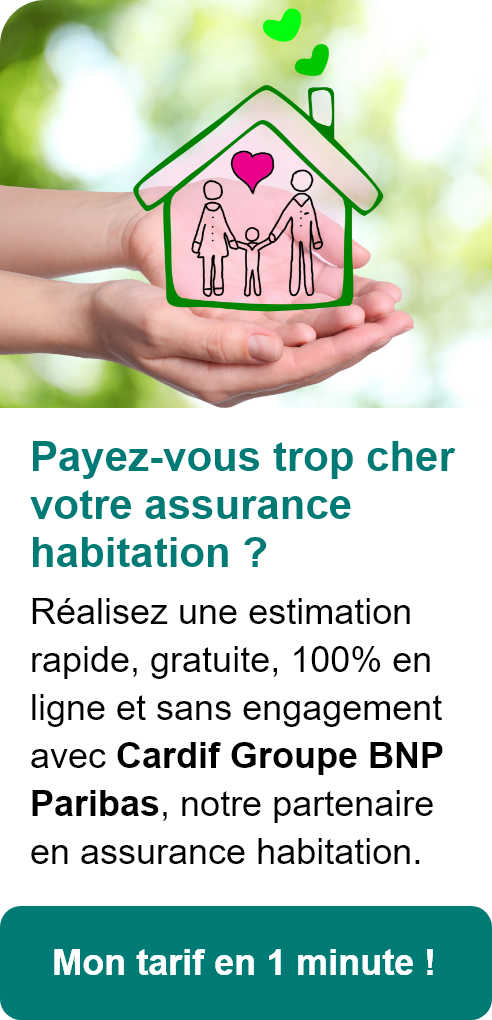 Payez-vous trop cher
votre assurance
habitation ?
Réalisez une estimation
rapide, gratuite, 100% en
ligne et sans engagement
avec Cardif Groupe BNP
Paribas, notre partenaire
en assurance habitation.
Mon tarif en 1 minute !